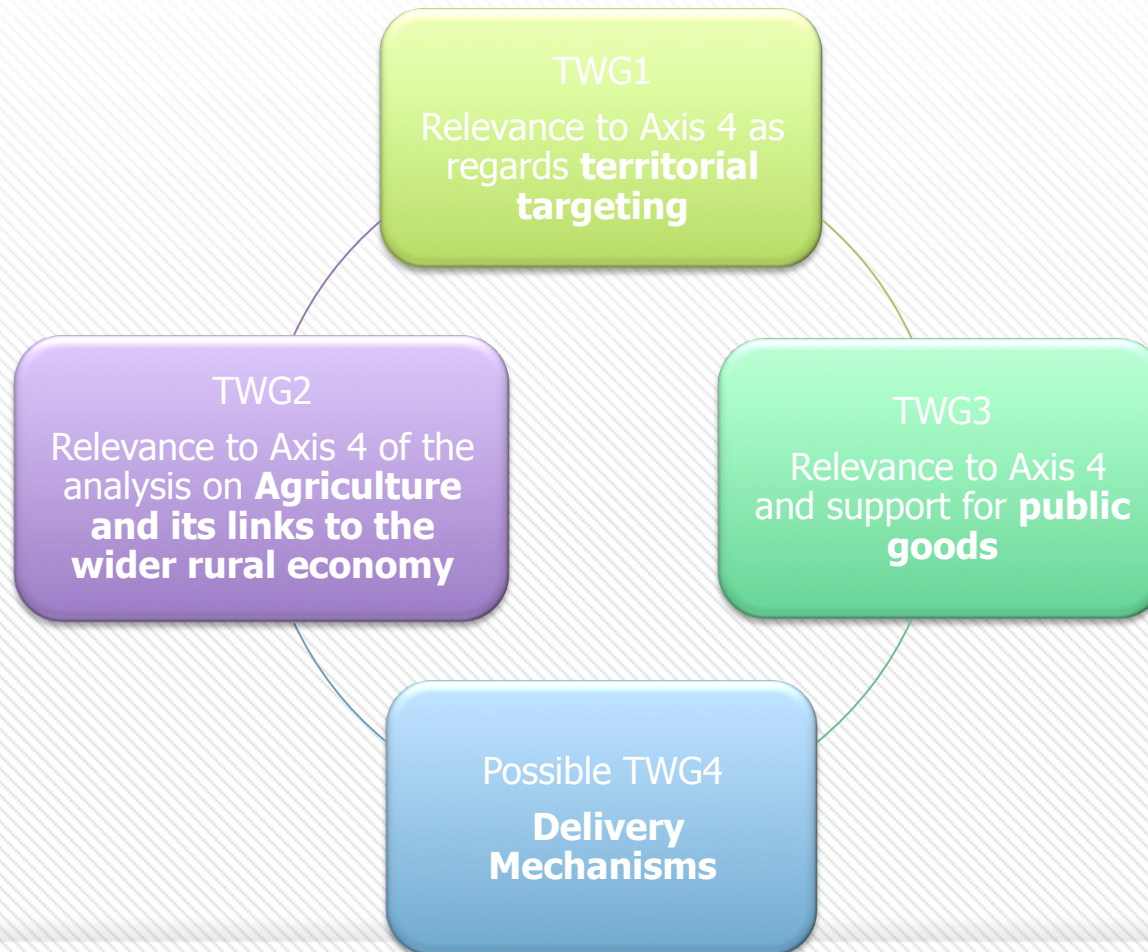 TWG1
Relevance to Axis 4 as
regards territorial
targeting
TWG2
Relevance to Axis 4 of the
analysis on Agriculture
and its links to the
wider rural economy
TWG3
Relevance to Axis 4
and support for public
goods
Possible TWG4
Delivery
Mechanisms